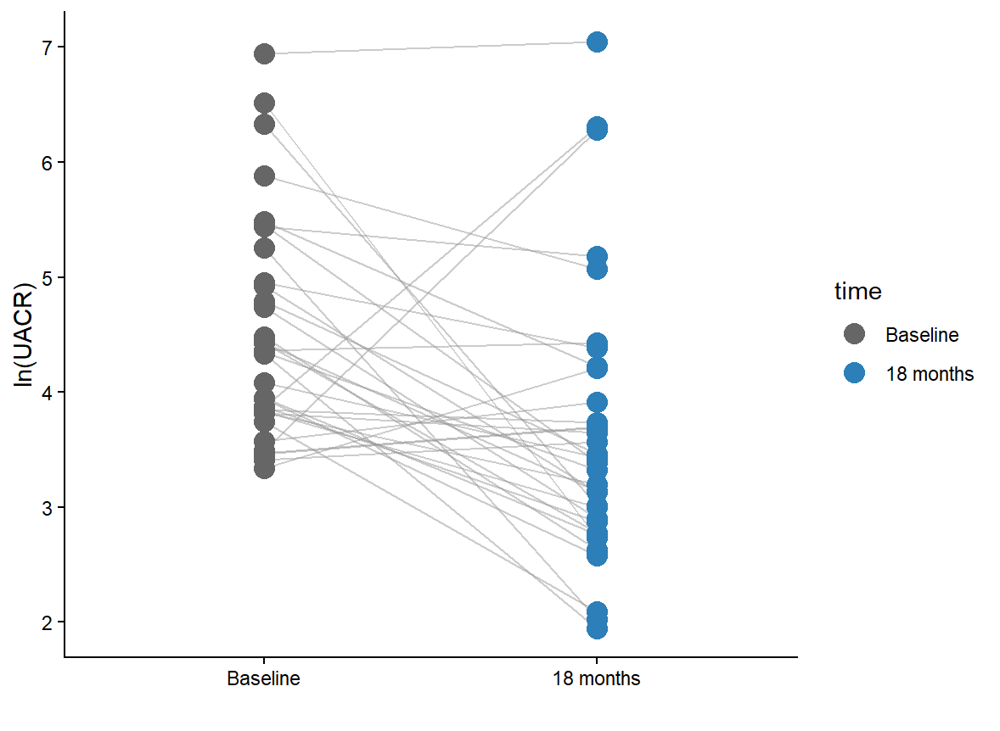 7
6
5
4
3
2
ln(UACR)
Baseline
18 months
time
Baseline
18 months